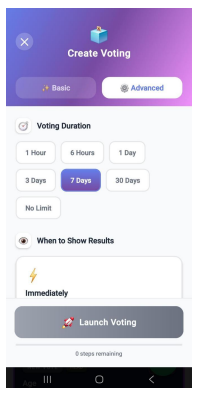 Create Voting
Basic
Advanced
Voting Duration
1 Hour
6 Hours
1 Day
3 Days
7 Days
30 Days
No Limit
When to Show Results
Immediately
Launch Voting
0 steps remaining
Age